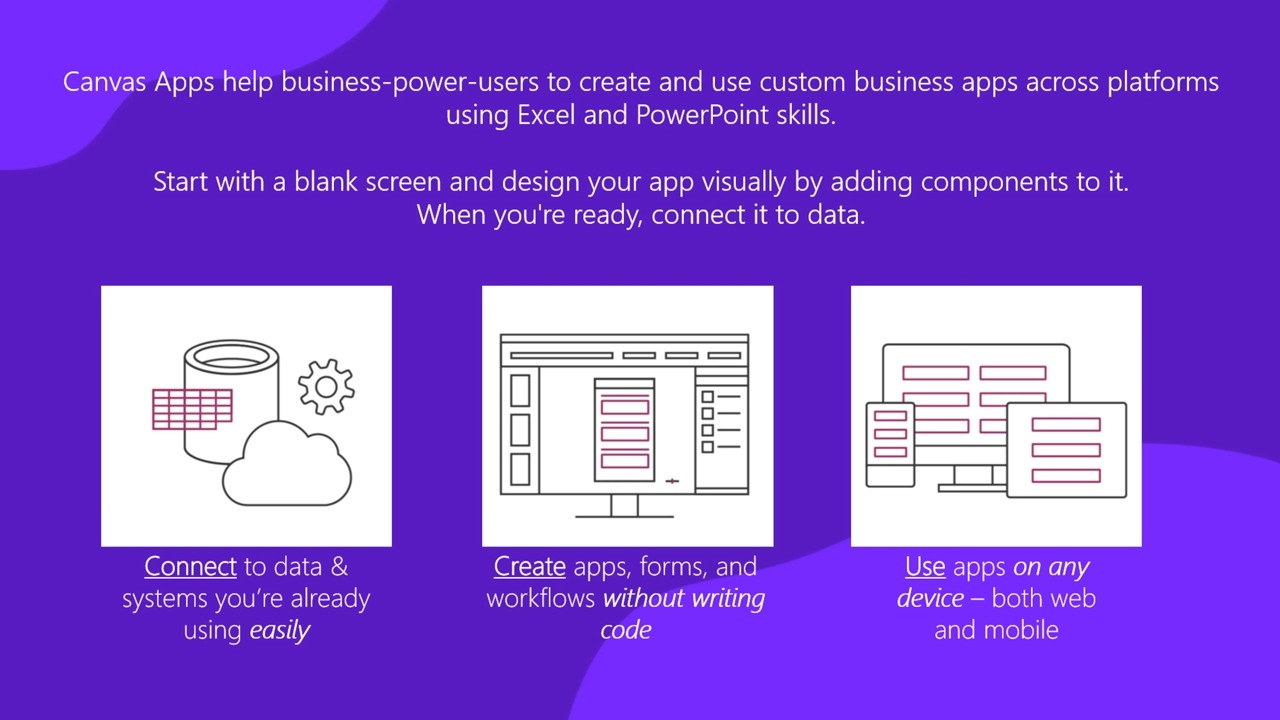 Canvas Apps help business-power-users to create and use custom business apps across platforms
using Excel and PowerPoint skills.
Start with a blank screen and design your app visually by adding components to it.
When you're ready, connect it to data.
Connect to data &
systems you’re already
using easily
Create apps, forms, and
workflows without writing
code
Use apps on any
device – both web
and mobile